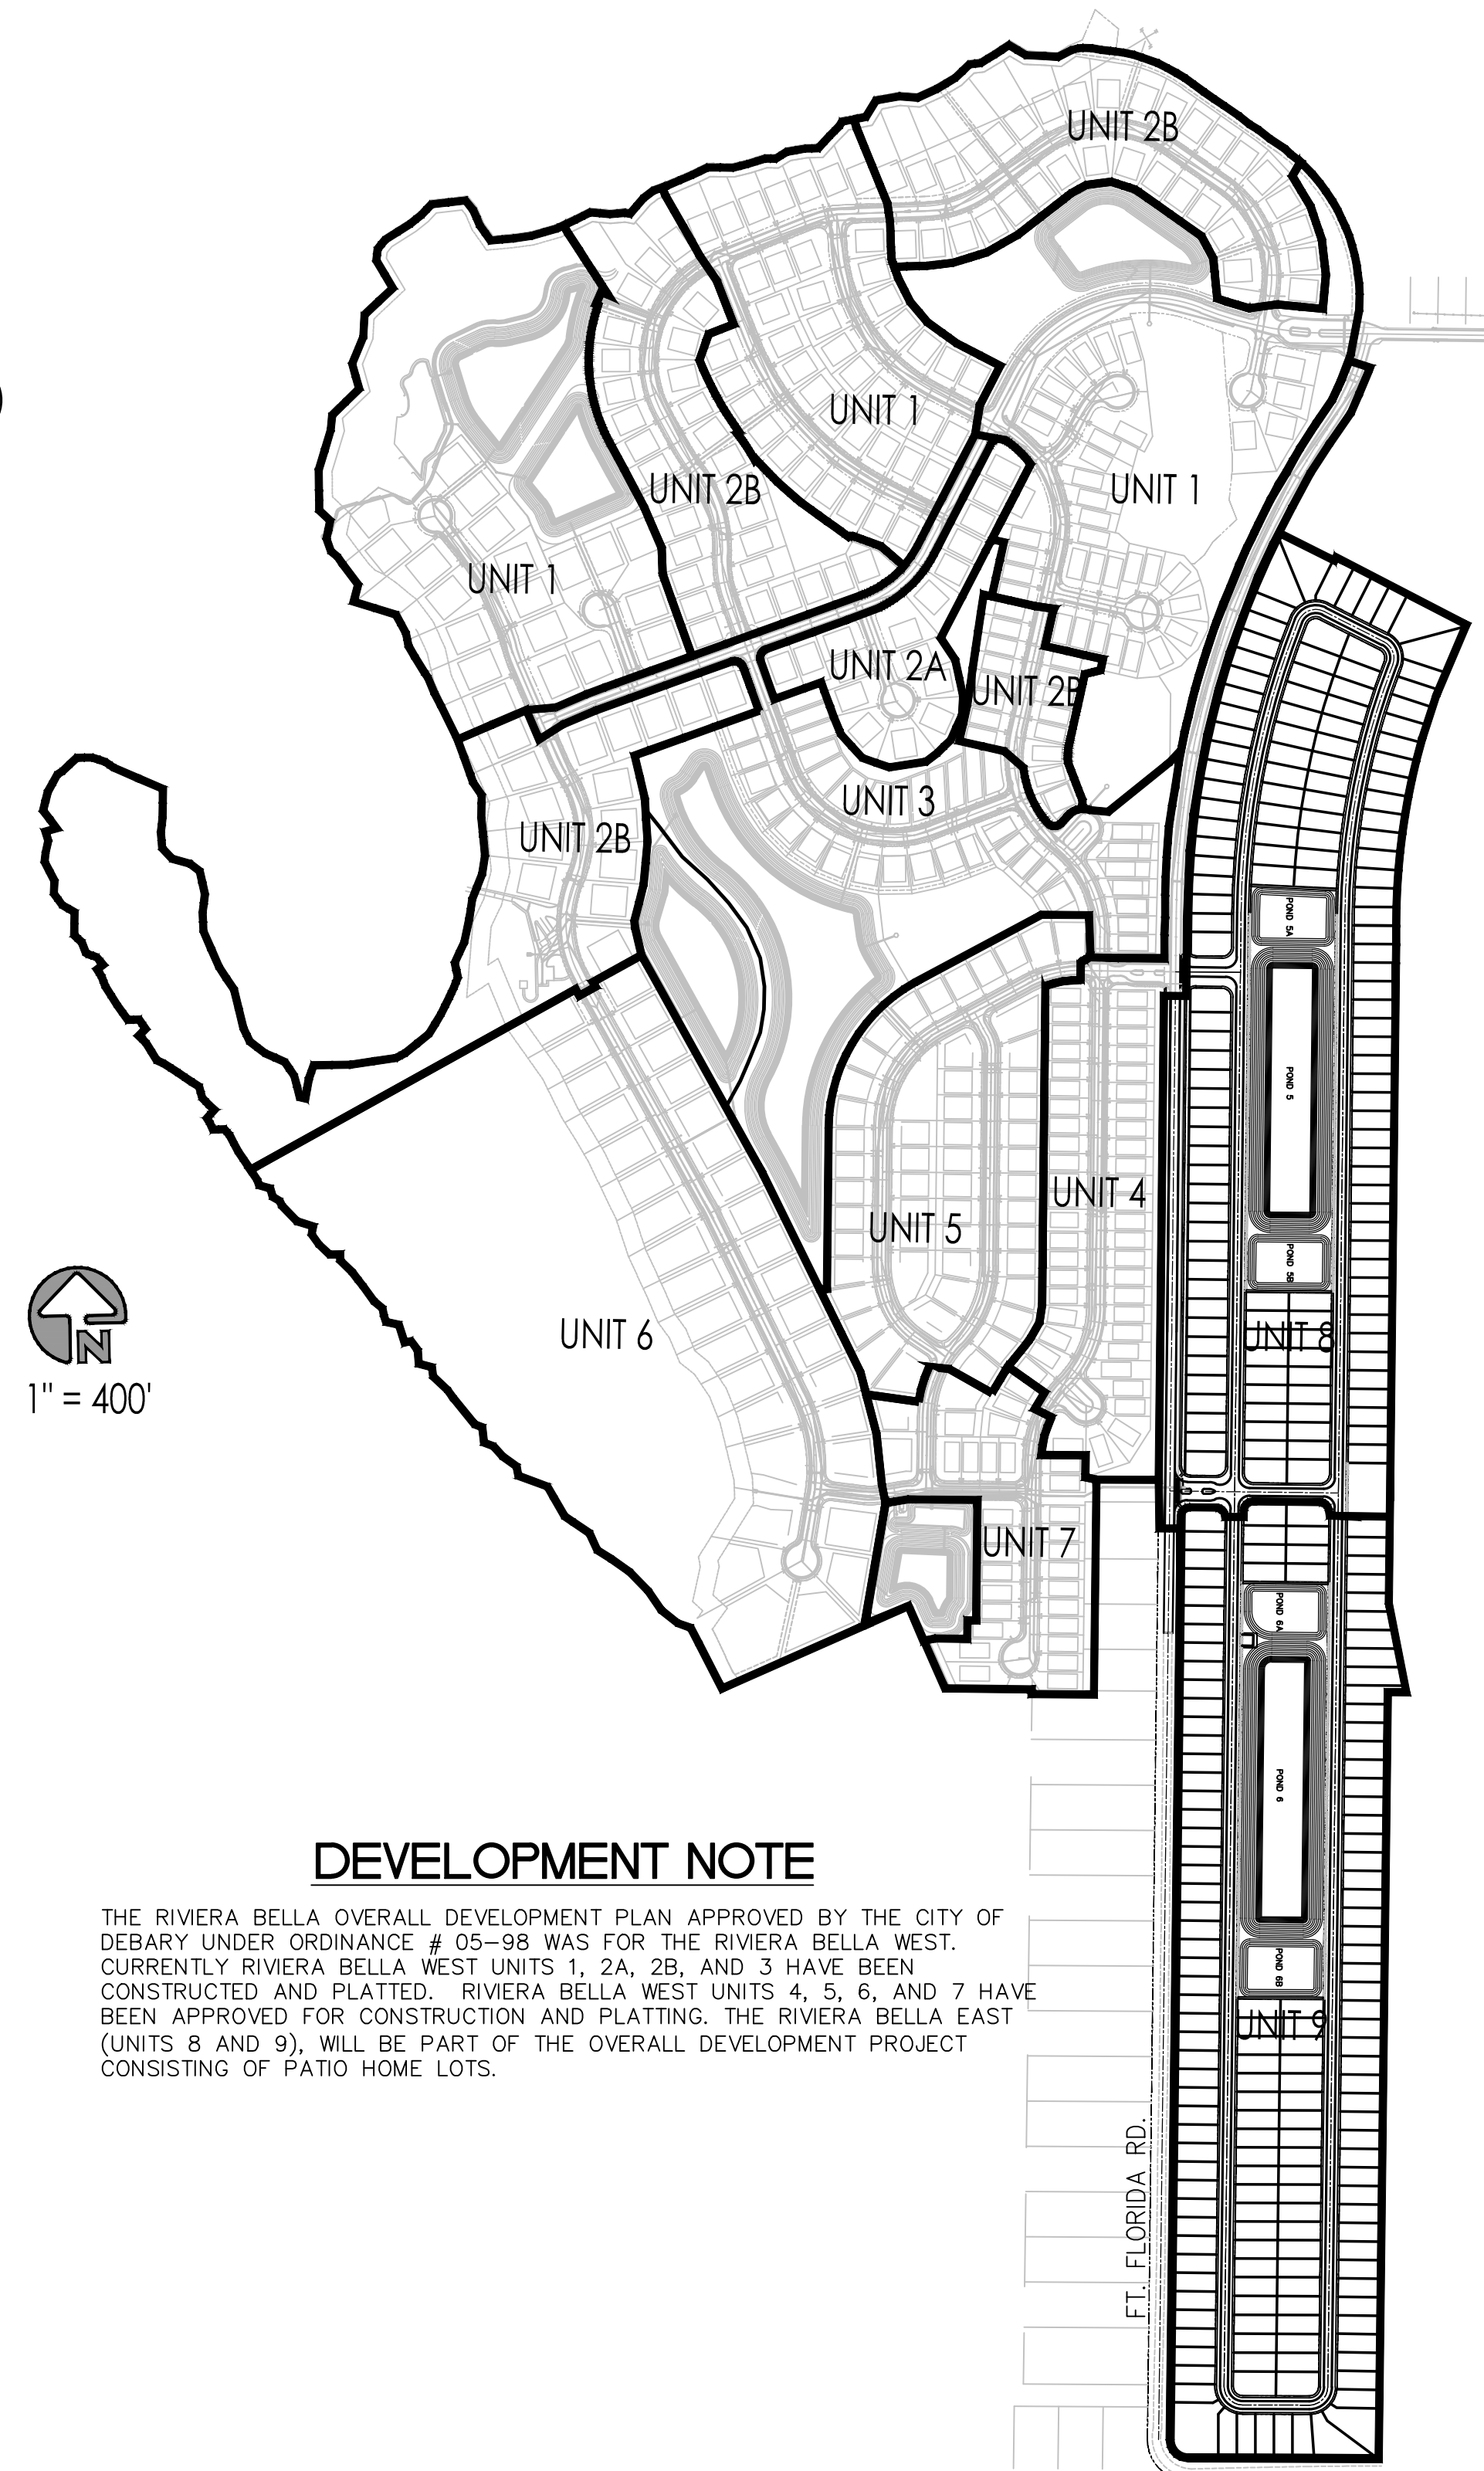 UNIT 2B
UNIT 1
UNIT 2B
UNIT 1
UNIT 1
UNIT 2A
UNIT 2B
UNIT 3
UNIT 2B
POND 5A
POND 5
UNIT 4
UNIT 5
POND 5B
UNIT 6
UNIT 8
N
1" = 400'
UNIT 7
POND 6A
POND 6
DEVELOPMENT NOTE
THE RIVIERA BELLA OVERALL DEVELOPMENT PLAN APPROVED BY THE CITY OF
DEBARY UNDER ORDINANCE # 05-98 WAS FOR THE RIVIERA BELLA WEST.
CURRENTLY RIVIERA BELLA WEST UNITS 1, 2A, 2B, AND 3 HAVE BEEN
CONSTRUCTED AND PLATTED. RIVIERA BELLA WEST UNITS 4, 5, 6, AND 7 HAVE
BEEN APPROVED FOR CONSTRUCTION AND PLATTING. THE RIVIERA BELLA EAST
(UNITS 8 AND 9), WILL BE PART OF THE OVERALL DEVELOPMENT PROJECT
CONSISTING OF PATIO HOME LOTS.
POND 6B
UNIT 9
FT. FLORIDA RD.